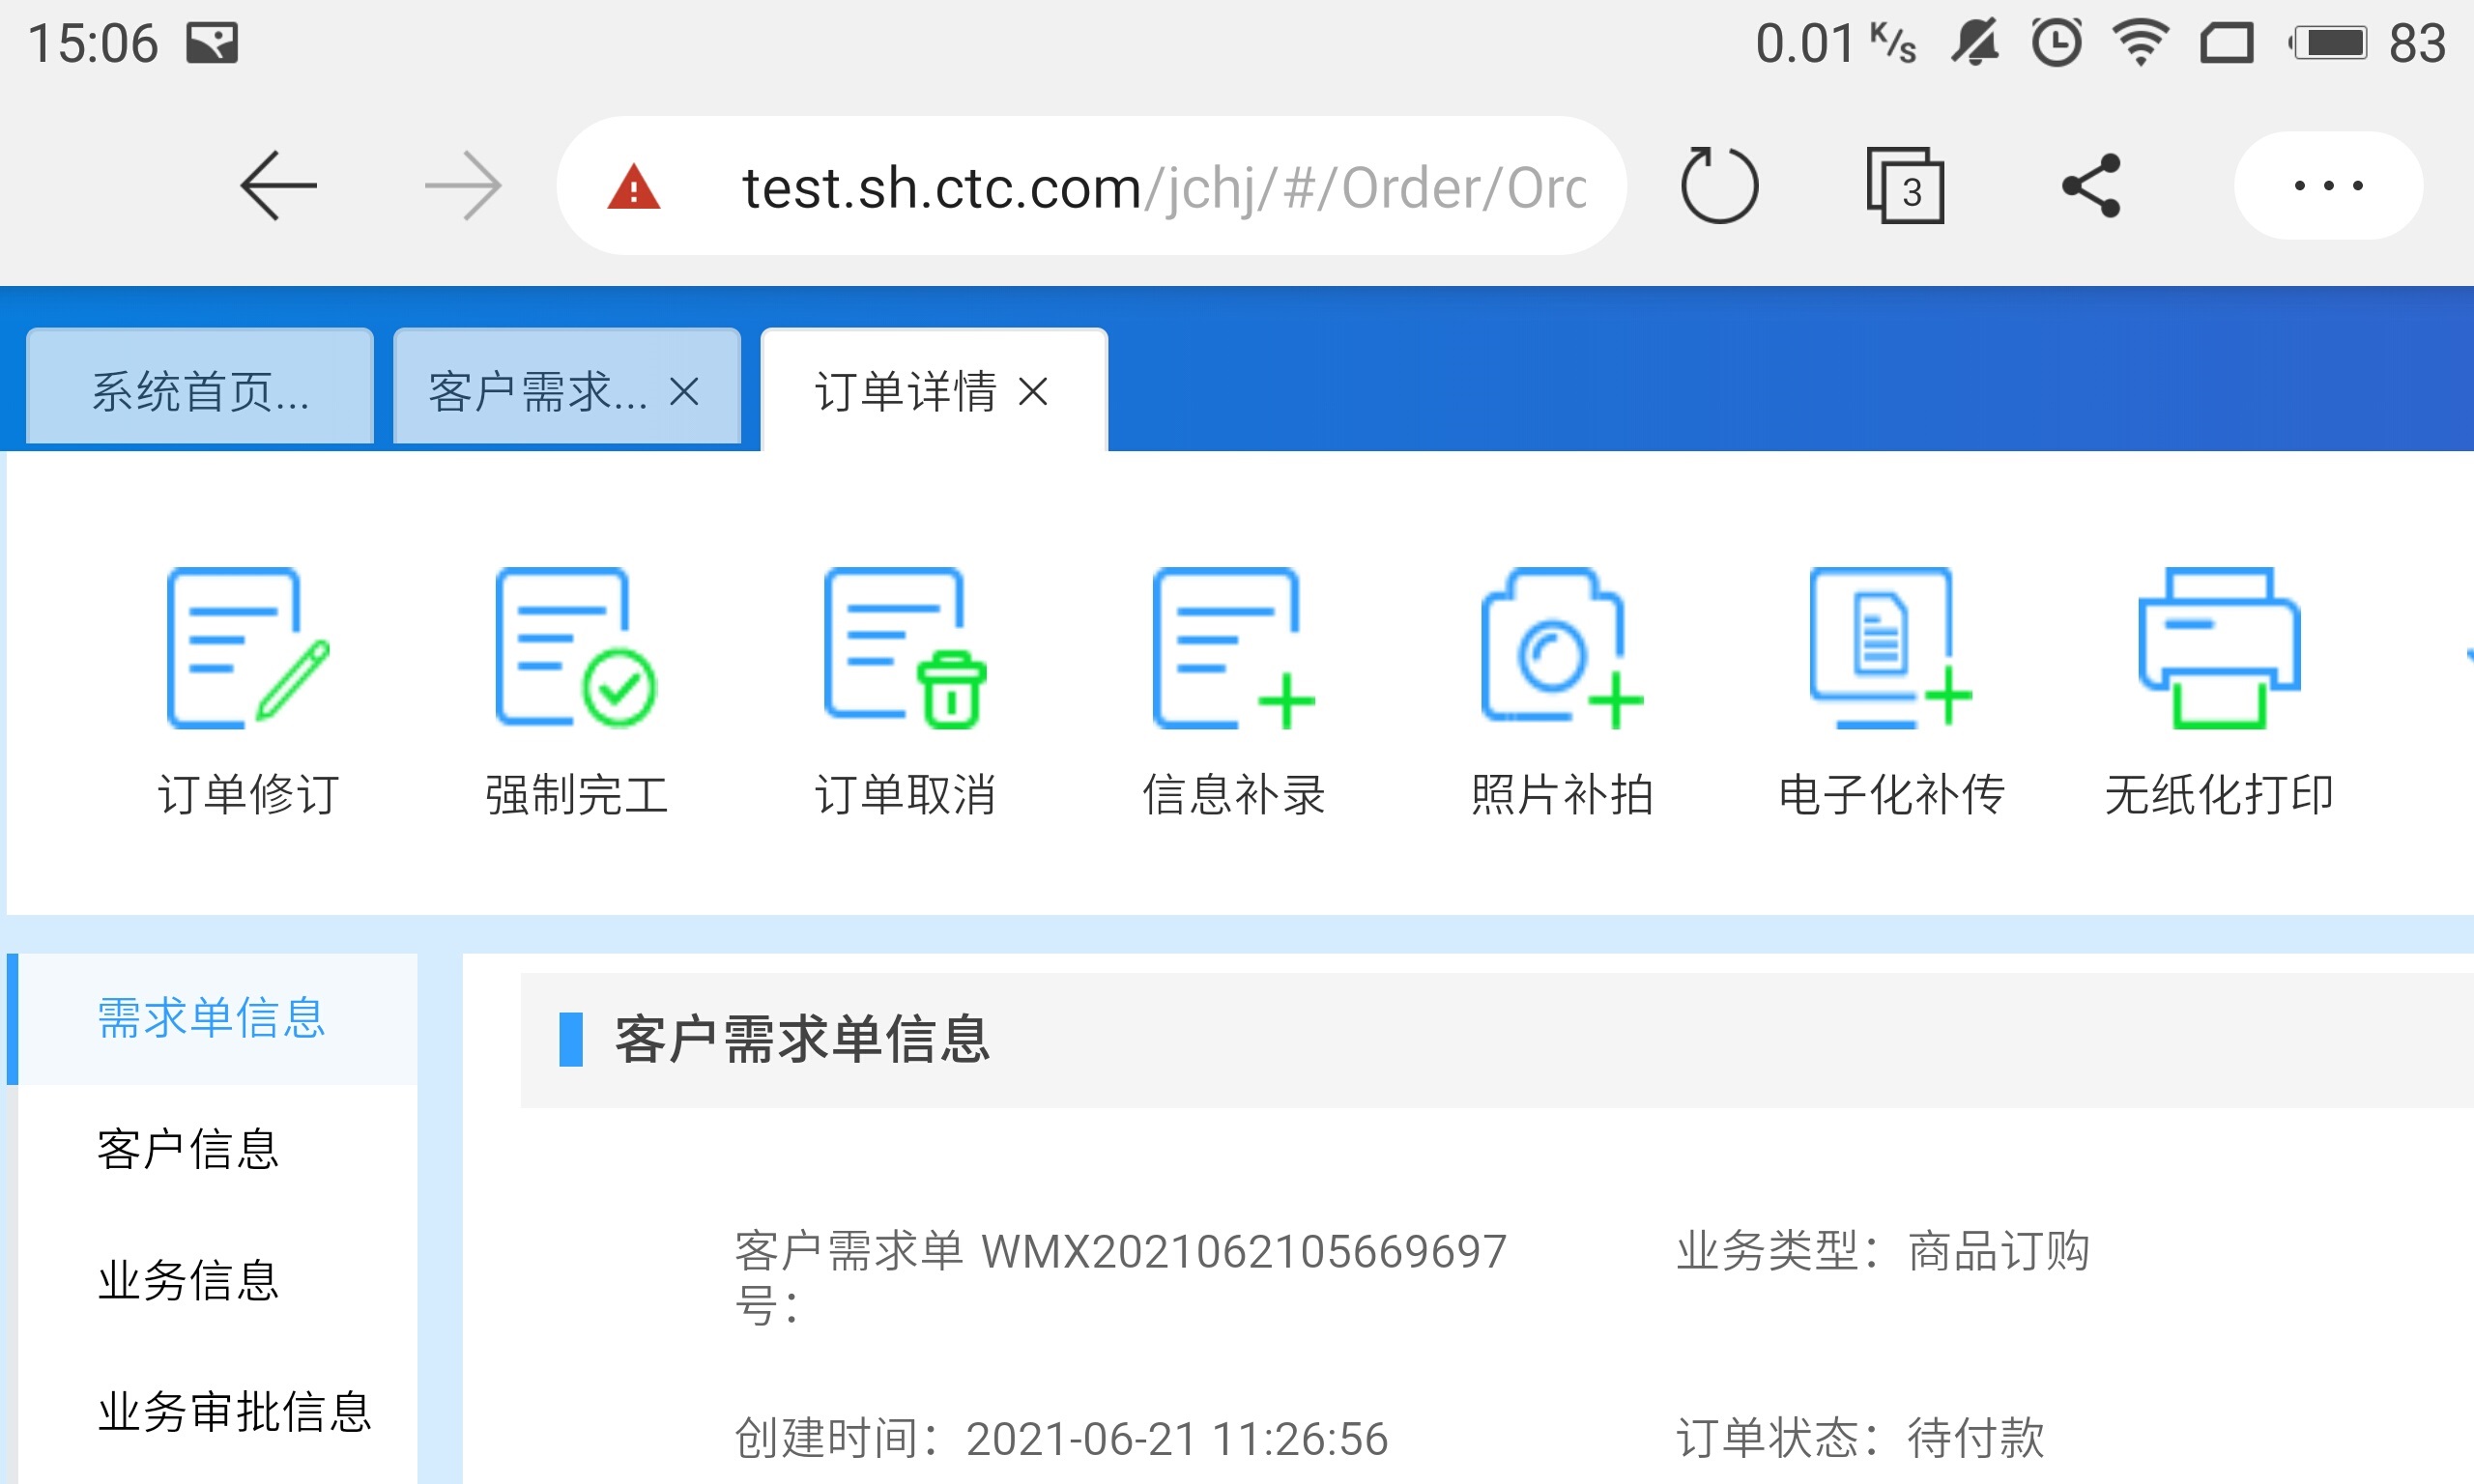 15:06 0.01 K/s 83
test.sh.ctc.com/jchj/#/Order/Orc
3
系统首页... 客户需求... 订单详情
订单修订 强制完工 订单取消 信息补录 照片补拍 电子化补传 无纸化打印
需求单信息
客户需求单信息
客户信息
客户需求单 WMX2021062105669697 业务类型：商品订购
号：
业务信息
业务审批信息
创建时间：2021-06-21 11:26:56 订单状态：待付款